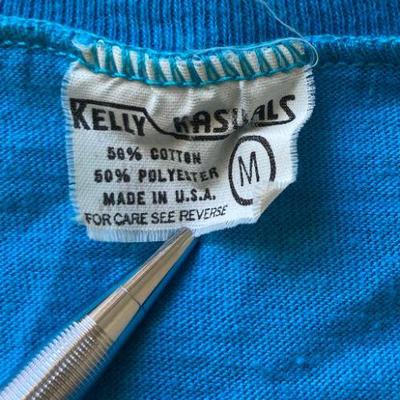 KELLY KASUALS
50% COTTON
50% POLYESTER
MADE IN U.S.A.
FOR CARE SEE REVERSE
M